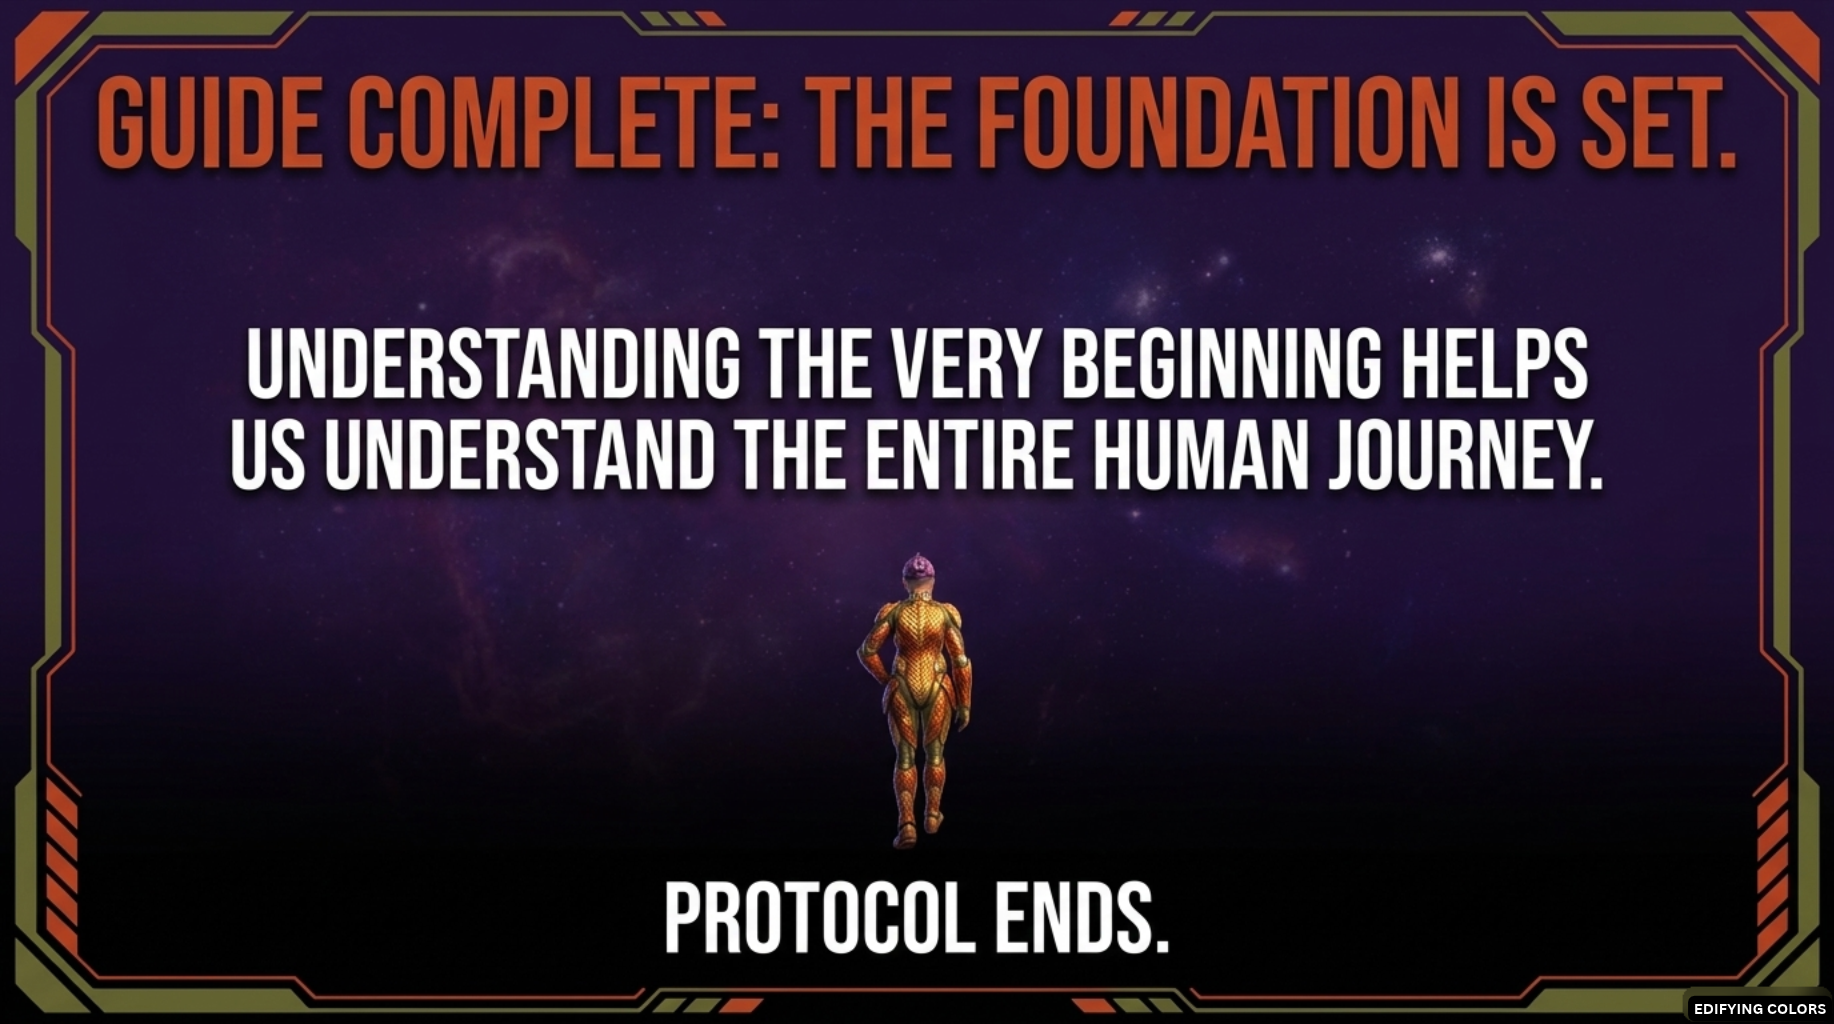 GUIDE COMPLETE: THE FOUNDATION IS SET.
UNDERSTANDING THE VERY BEGINNING HELPS
US UNDERSTAND THE ENTIRE HUMAN JOURNEY.
PROTOCOL ENDS.
EDIFYING COLORS